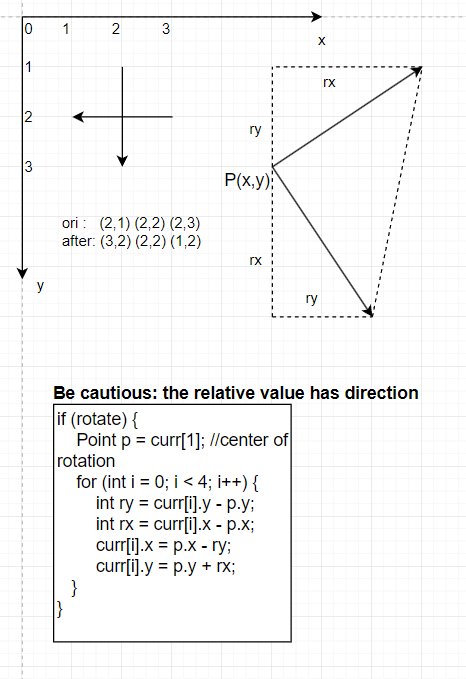 0 1 2 3
x
1
2
3
y
ori : (2,1) (2,2) (2,3)
after: (3,2) (2,2) (1,2)
rx
ry
P(x,y)
rx
ry
Be cautious: the relative value has direction
if (rotate) {
Point p = curr[1]; //center of
rotation
for (int i = 0; i < 4; i++) {
int ry = curr[i].y - p.y;
int rx = curr[i].x - p.x;
curr[i].x = p.x - ry;
curr[i].y = p.y + rx;
}
}